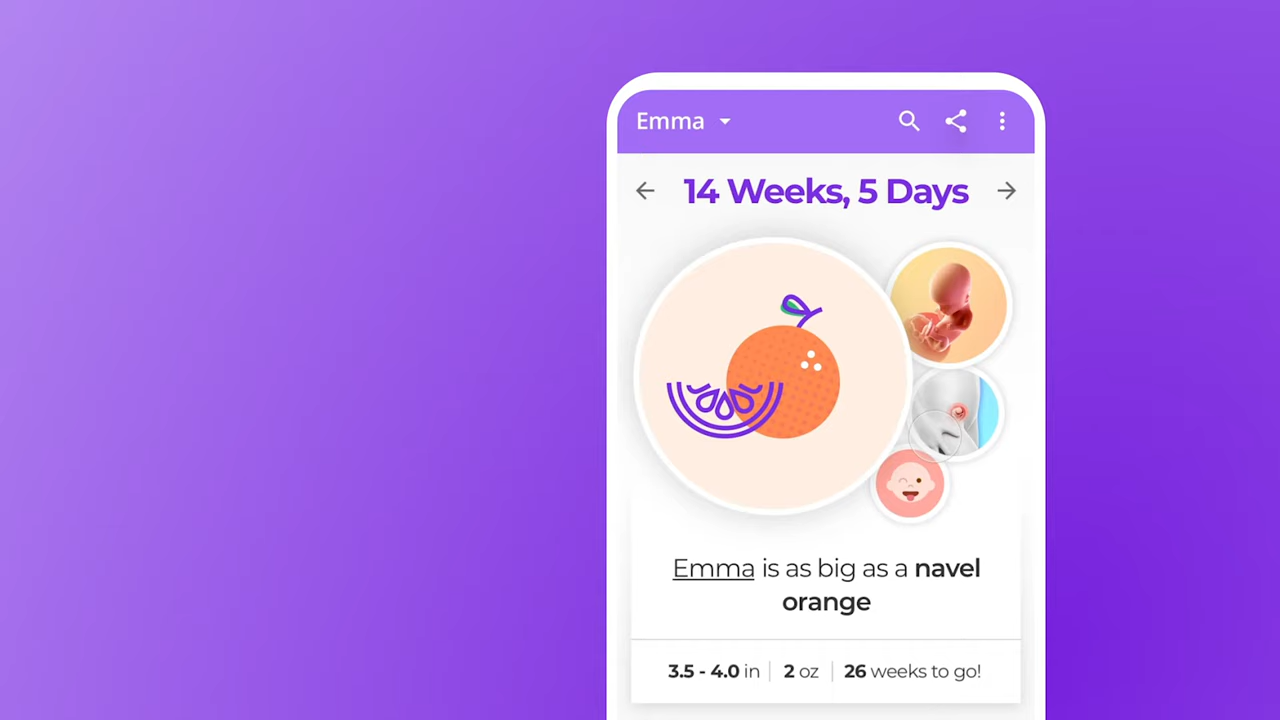 Emma
14 Weeks, 5 Days
Emma is as big as a navel
orange
3.5 - 4.0 in | 2 oz | 26 weeks to go!